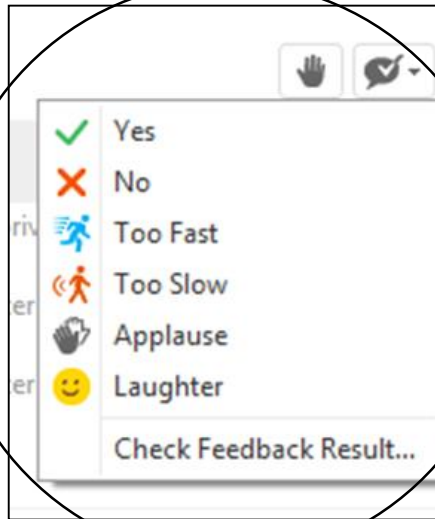 Yes
No
Too Fast
Too Slow
Applause
Laughter
Check Feedback Result...